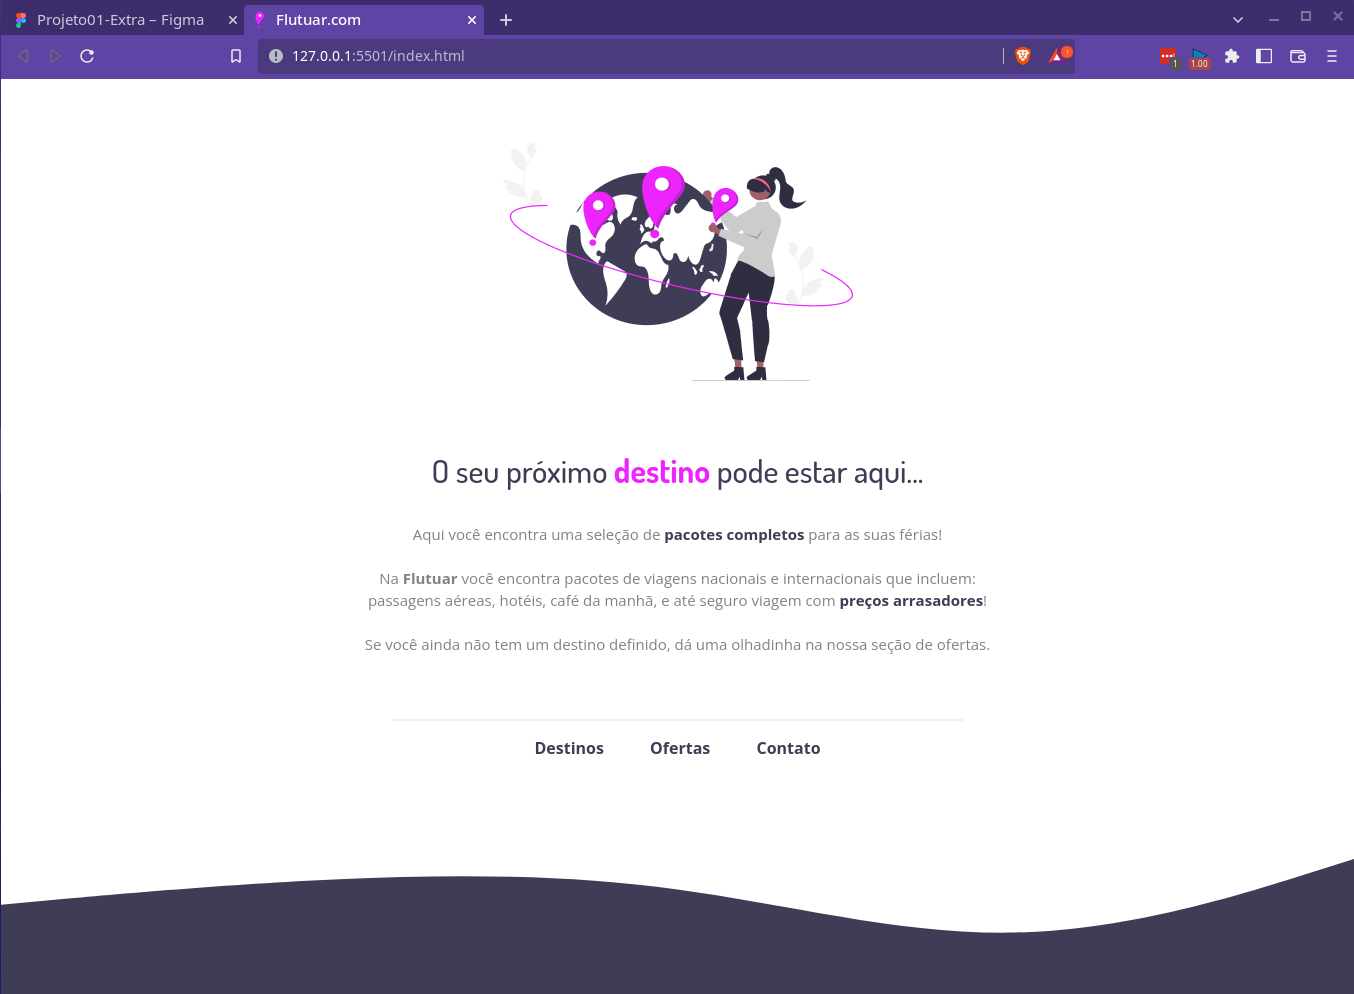 Projeto01-Extra – Figma
Flutuar.com
127.0.0.1:5501/index.html
1
1.00
O seu próximo destino pode estar aqui...
Aqui você encontra uma seleção de pacotes completos para as suas férias!
Na Flutuar você encontra pacotes de viagens nacionais e internacionais que incluem:
passagens aéreas, hotéis, café da manhã, e até seguro viagem com preços arrasadores!
Se você ainda não tem um destino definido, dá uma olhadinha na nossa seção de ofertas.
Destinos Ofertas Contato